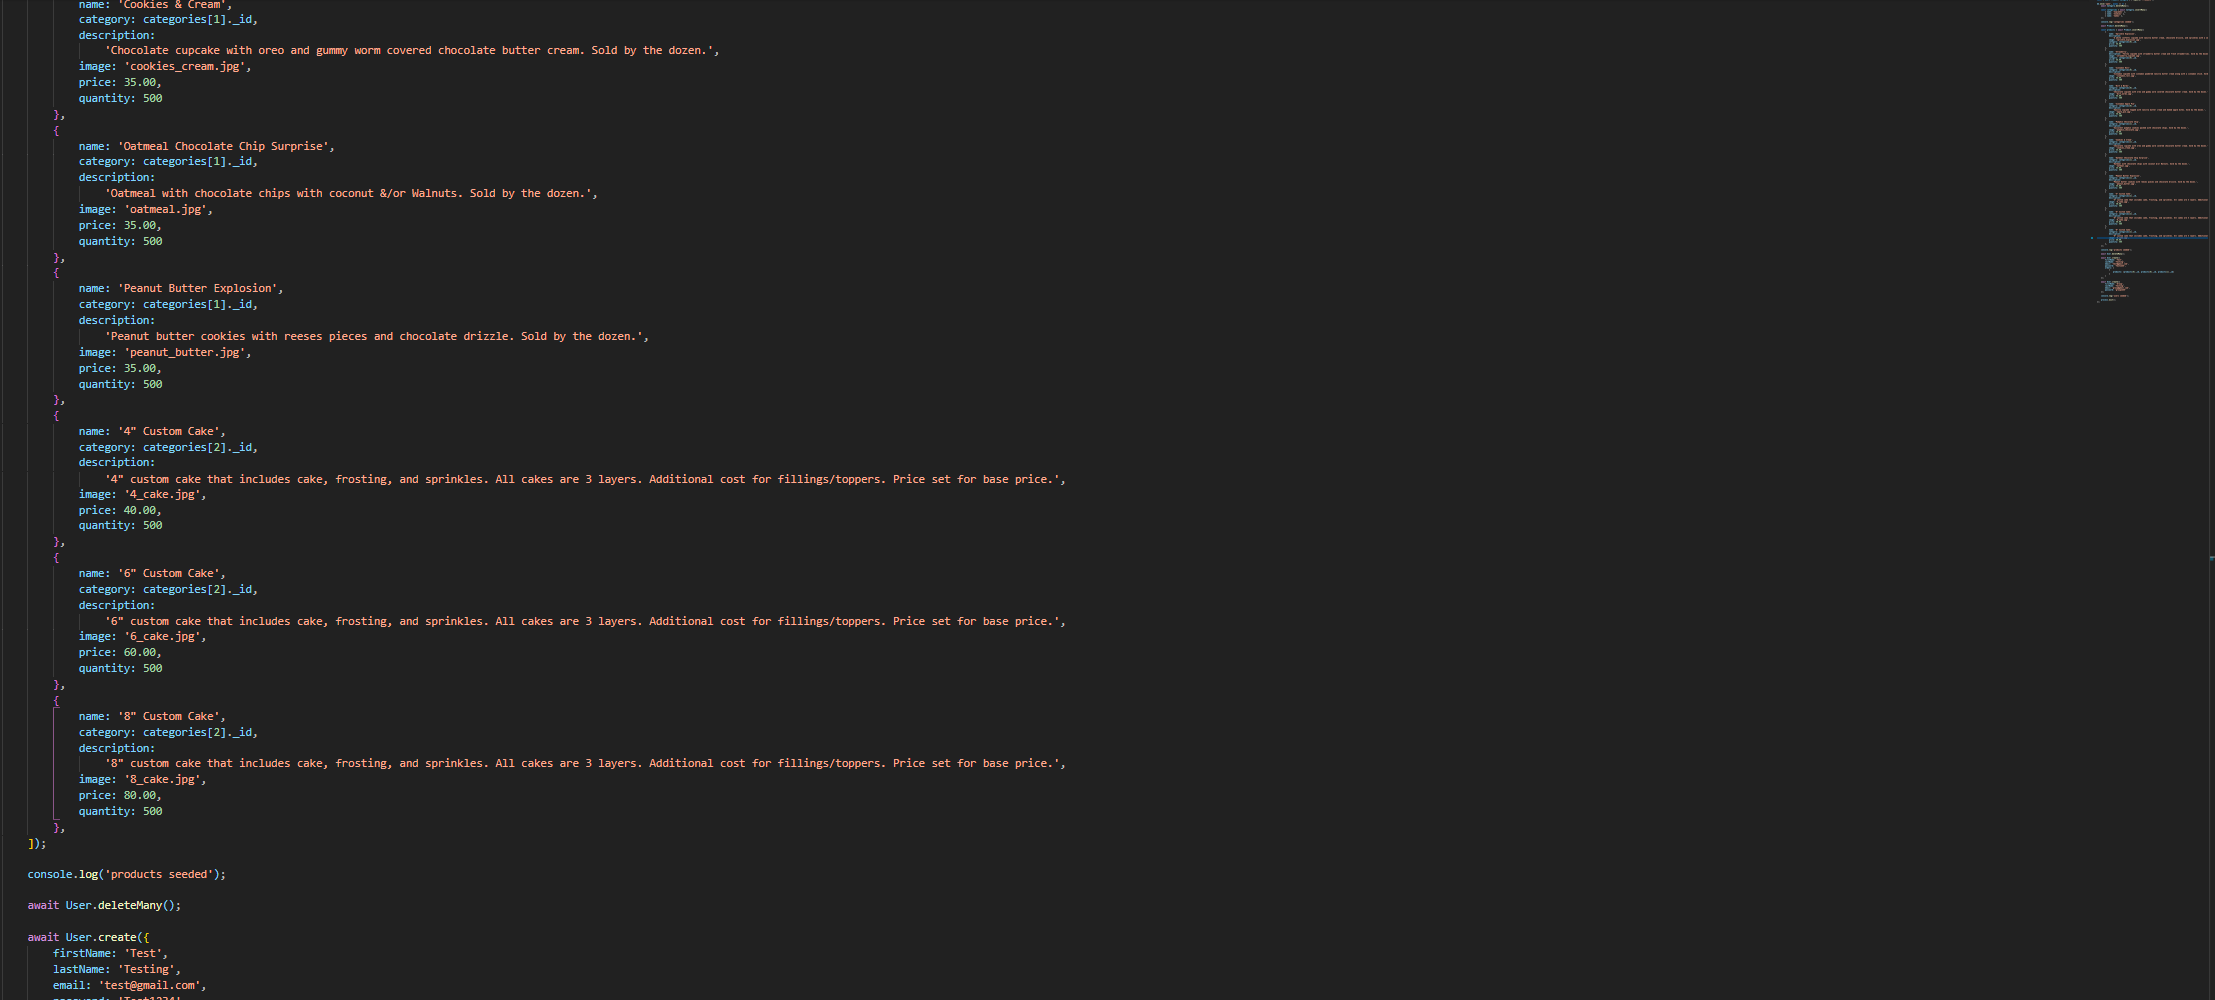 name: 'Cookies & Cream',
category: categories[1]._id,
description:
'Chocolate cupcake with oreo and gummy worm covered chocolate butter cream. Sold by the dozen.',
image: 'cookies_cream.jpg',
price: 35.00,
quantity: 500
},
{
name: 'Oatmeal Chocolate Chip Surprise',
category: categories[1]._id,
description:
'Oatmeal with chocolate chips with coconut &/or Walnuts. Sold by the dozen.',
image: 'oatmeal.jpg',
price: 35.00,
quantity: 500
},
{
name: 'Peanut Butter Explosion',
category: categories[1]._id,
description:
'Peanut butter cookies with reeses pieces and chocolate drizzle. Sold by the dozen.',
image: 'peanut_butter.jpg',
price: 35.00,
quantity: 500
},
{
name: '4" Custom Cake',
category: categories[2]._id,
description:
'4" custom cake that includes cake, frosting, and sprinkles. All cakes are 3 layers. Additional cost for fillings/toppers. Price set for base price.',
image: '4_cake.jpg',
price: 40.00,
quantity: 500
},
{
name: '6" Custom Cake',
category: categories[2]._id,
description:
'6" custom cake that includes cake, frosting, and sprinkles. All cakes are 3 layers. Additional cost for fillings/toppers. Price set for base price.',
image: '6_cake.jpg',
price: 60.00,
quantity: 500
},
{
name: '8" Custom Cake',
category: categories[2]._id,
description:
'8" custom cake that includes cake, frosting, and sprinkles. All cakes are 3 layers. Additional cost for fillings/toppers. Price set for base price.',
image: '8_cake.jpg',
price: 80.00,
quantity: 500
},
]);
console.log('products seeded');
await User.deleteMany();
await User.create({
firstName: 'Test',
lastName: 'Testing',
email: 'test@gmail.com',